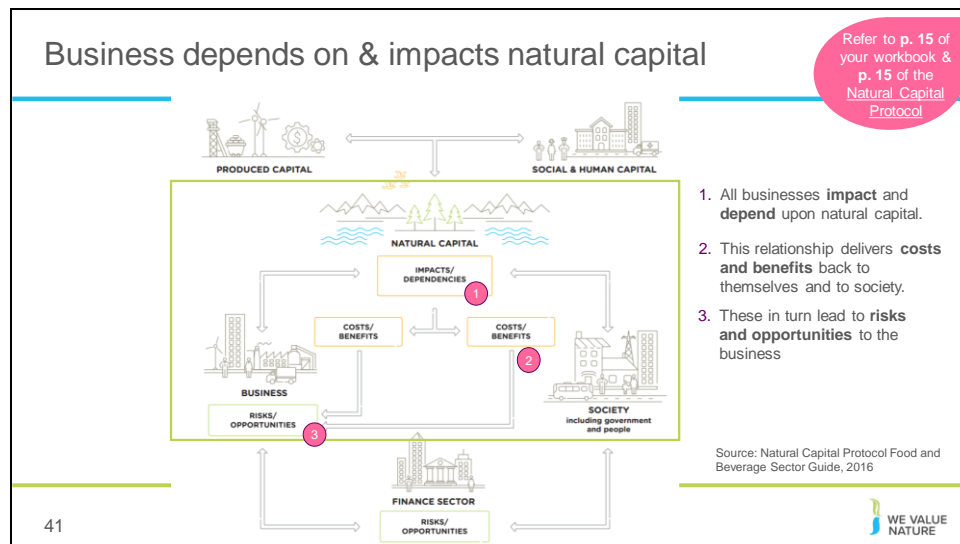 Business depends on & impacts natural capital
Refer to p. 15 of
your workbook &
p. 15 of the
Natural Capital
Protocol
$
PRODUCED CAPITAL
SOCIAL & HUMAN CAPITAL
NATURAL CAPITAL
IMPACTS/
DEPENDENCIES
1
COSTS/
BENEFITS
COSTS/
BENEFITS
2
BUSINESS
RISKS/
OPPORTUNITIES
3
SOCIETY
including government
and people
FINANCE SECTOR
RISKS/
OPPORTUNITIES
1. All businesses impact and
depend upon natural capital.
2. This relationship delivers costs
and benefits back to
themselves and to society.
3. These in turn lead to risks
and opportunities to the
business
Source: Natural Capital Protocol Food and
Beverage Sector Guide, 2016
41
WE VALUE
NATURE